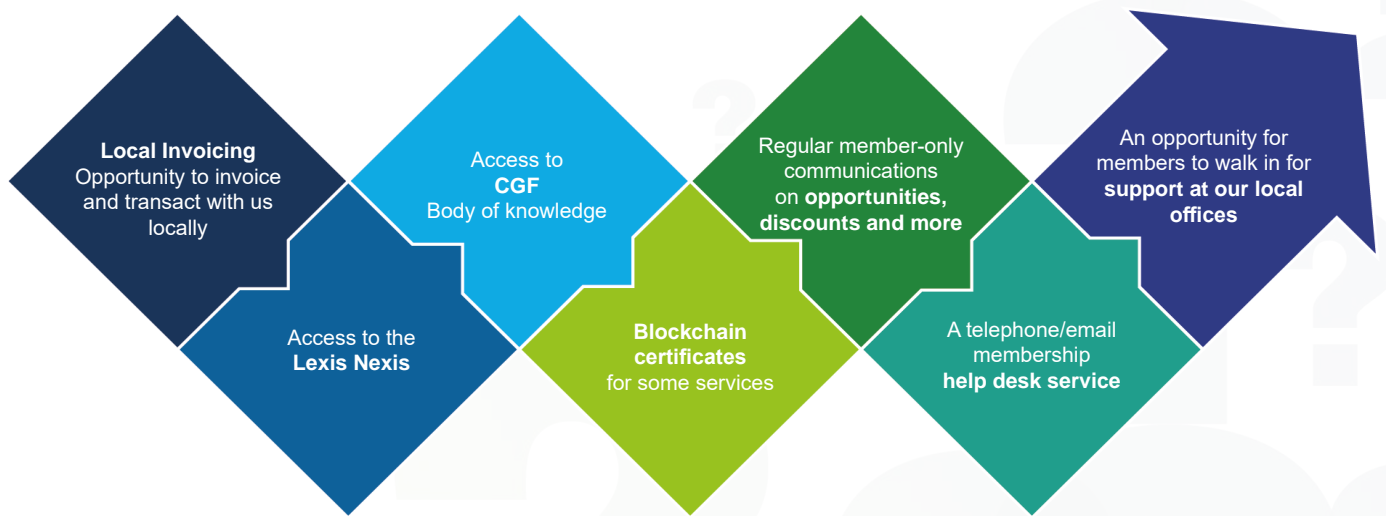 Local Invoicing
Opportunity to invoice
and transact with us
locally
Access to the
Lexis Nexis
Access to
CGF
Body of knowledge
Blockchain
certificates
for some services
Regular member-only
communications
on opportunities,
discounts and more
A telephone/email
membership
help desk service
An opportunity for
members to walk in for
support at our local
offices